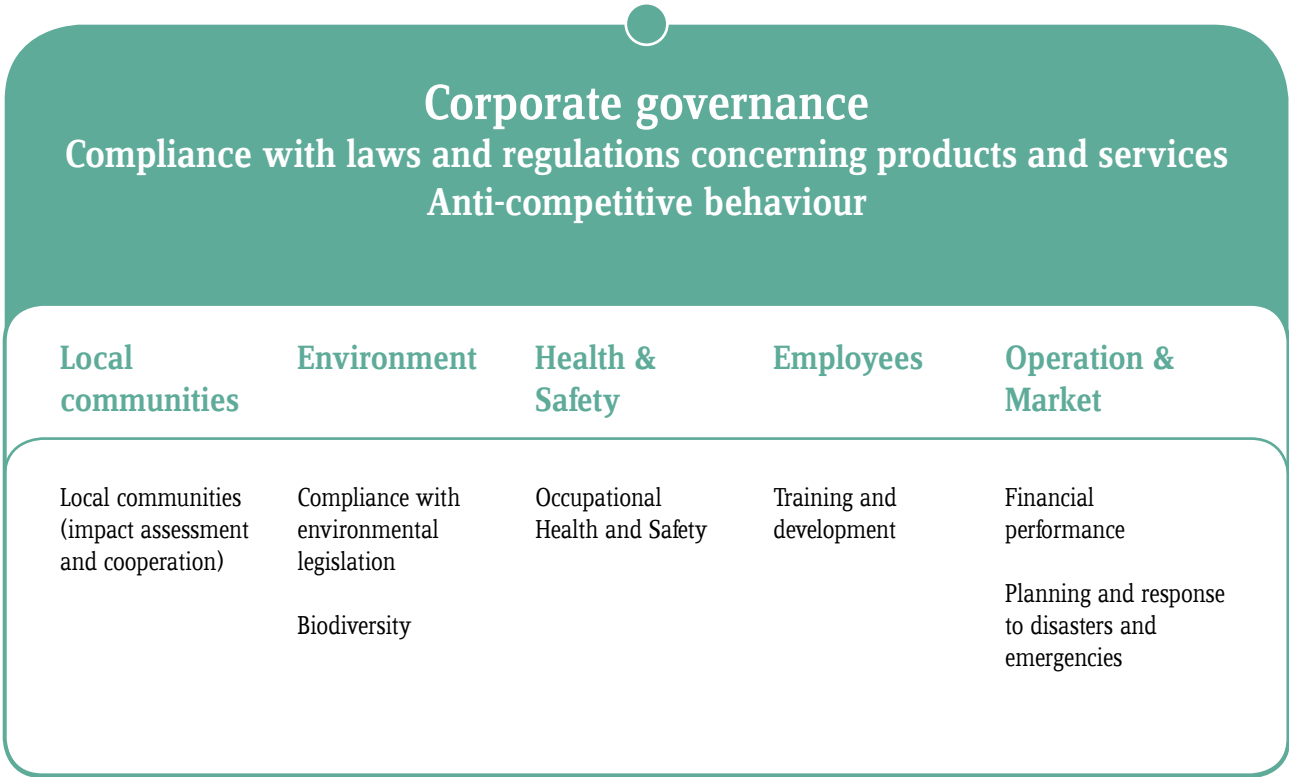 Corporate governance
Compliance with laws and regulations concerning products and services
Anti-competitive behaviour
Local
communities
Environment
Health &
Safety
Employees
Operation &
Market
Local communities
(impact assessment
and cooperation)
Compliance with
environmental
legislation
Biodiversity
Occupational
Health and Safety
Training and
development
Financial
performance
Planning and response
to disasters and
emergencies